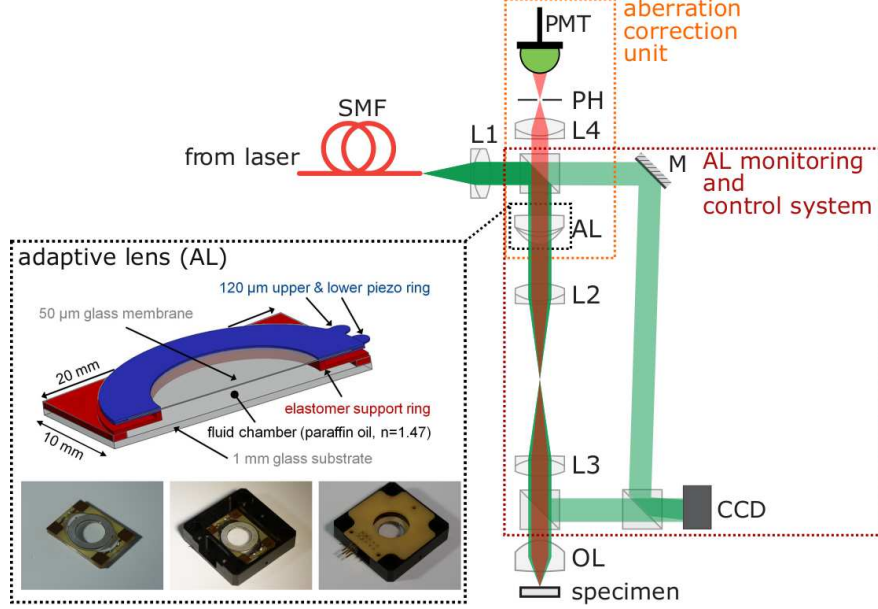 aberration
correction
unit
PMT
PH
L4
SMF
L1
from laser
M
AL monitoring
and
control system
AL
adaptive lens (AL)
120 µm upper & lower piezo ring
50 µm glass membrane
L2
20 mm
elastomer support ring
fluid chamber (paraffin oil, n=1.47)
10 mm
1 mm glass substrate
L3
CCD
OL
specimen